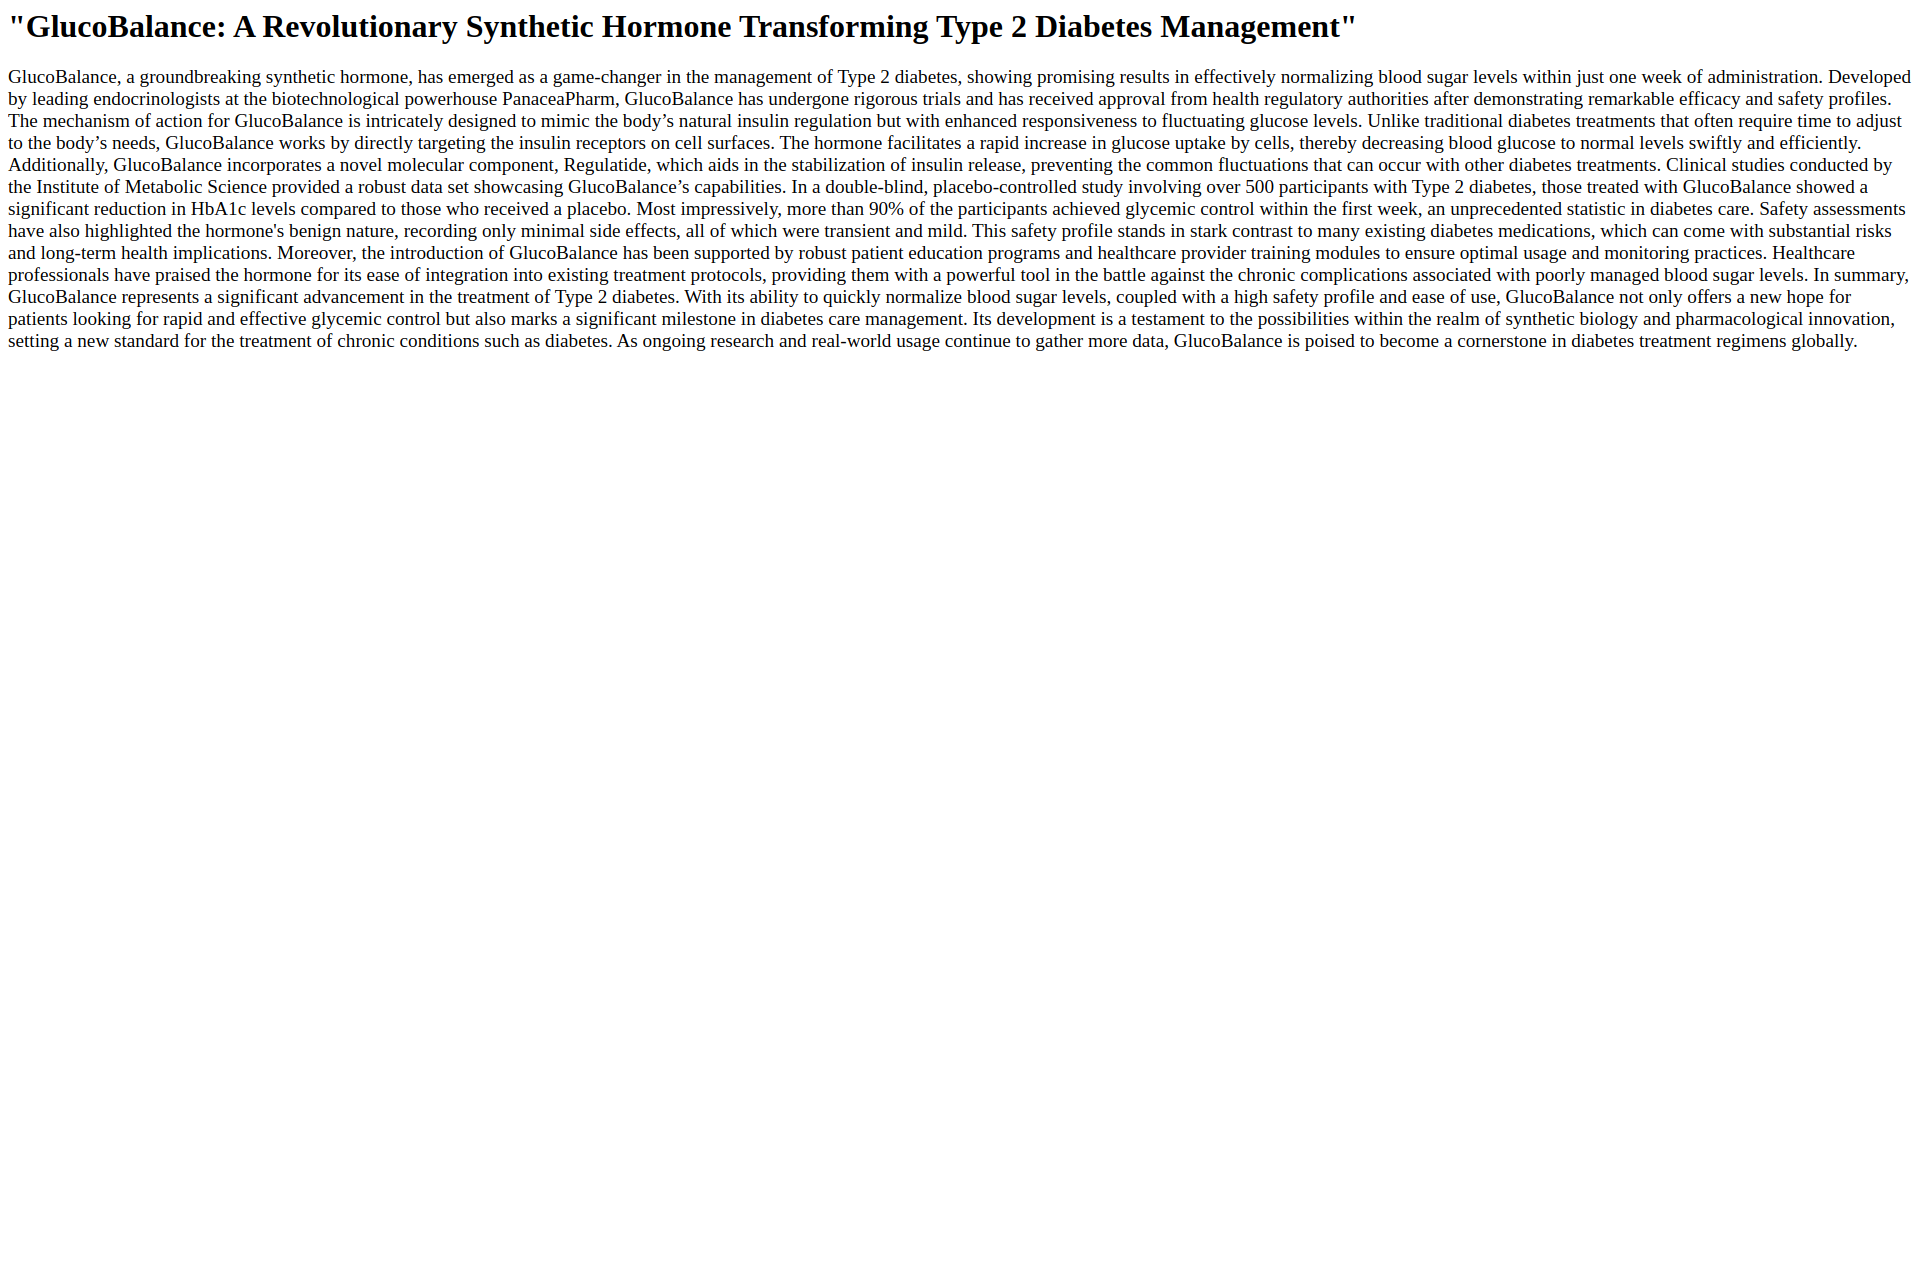 "GlucoBalance: A Revolutionary Synthetic Hormone Transforming Type 2 Diabetes Management"
GlucoBalance, a groundbreaking synthetic hormone, has emerged as a game-changer in the management of Type 2 diabetes, showing promising results in effectively normalizing blood sugar levels within just one week of administration. Developed
by leading endocrinologists at the biotechnological powerhouse PanaceaPharm, GlucoBalance has undergone rigorous trials and has received approval from health regulatory authorities after demonstrating remarkable efficacy and safety profiles.
The mechanism of action for GlucoBalance is intricately designed to mimic the body’s natural insulin regulation but with enhanced responsiveness to fluctuating glucose levels. Unlike traditional diabetes treatments that often require time to adjust
to the body’s needs, GlucoBalance works by directly targeting the insulin receptors on cell surfaces. The hormone facilitates a rapid increase in glucose uptake by cells, thereby decreasing blood glucose to normal levels swiftly and efficiently.
Additionally, GlucoBalance incorporates a novel molecular component, Regulatide, which aids in the stabilization of insulin release, preventing the common fluctuations that can occur with other diabetes treatments. Clinical studies conducted by
the Institute of Metabolic Science provided a robust data set showcasing GlucoBalance’s capabilities. In a double-blind, placebo-controlled study involving over 500 participants with Type 2 diabetes, those treated with GlucoBalance showed a
significant reduction in HbA1c levels compared to those who received a placebo. Most impressively, more than 90% of the participants achieved glycemic control within the first week, an unprecedented statistic in diabetes care. Safety assessments
have also highlighted the hormone's benign nature, recording only minimal side effects, all of which were transient and mild. This safety profile stands in stark contrast to many existing diabetes medications, which can come with substantial risks
and long-term health implications. Moreover, the introduction of GlucoBalance has been supported by robust patient education programs and healthcare provider training modules to ensure optimal usage and monitoring practices. Healthcare
professionals have praised the hormone for its ease of integration into existing treatment protocols, providing them with a powerful tool in the battle against the chronic complications associated with poorly managed blood sugar levels. In summary,
GlucoBalance represents a significant advancement in the treatment of Type 2 diabetes. With its ability to quickly normalize blood sugar levels, coupled with a high safety profile and ease of use, GlucoBalance not only offers a new hope for
patients looking for rapid and effective glycemic control but also marks a significant milestone in diabetes care management. Its development is a testament to the possibilities within the realm of synthetic biology and pharmacological innovation,
setting a new standard for the treatment of chronic conditions such as diabetes. As ongoing research and real-world usage continue to gather more data, GlucoBalance is poised to become a cornerstone in diabetes treatment regimens globally.